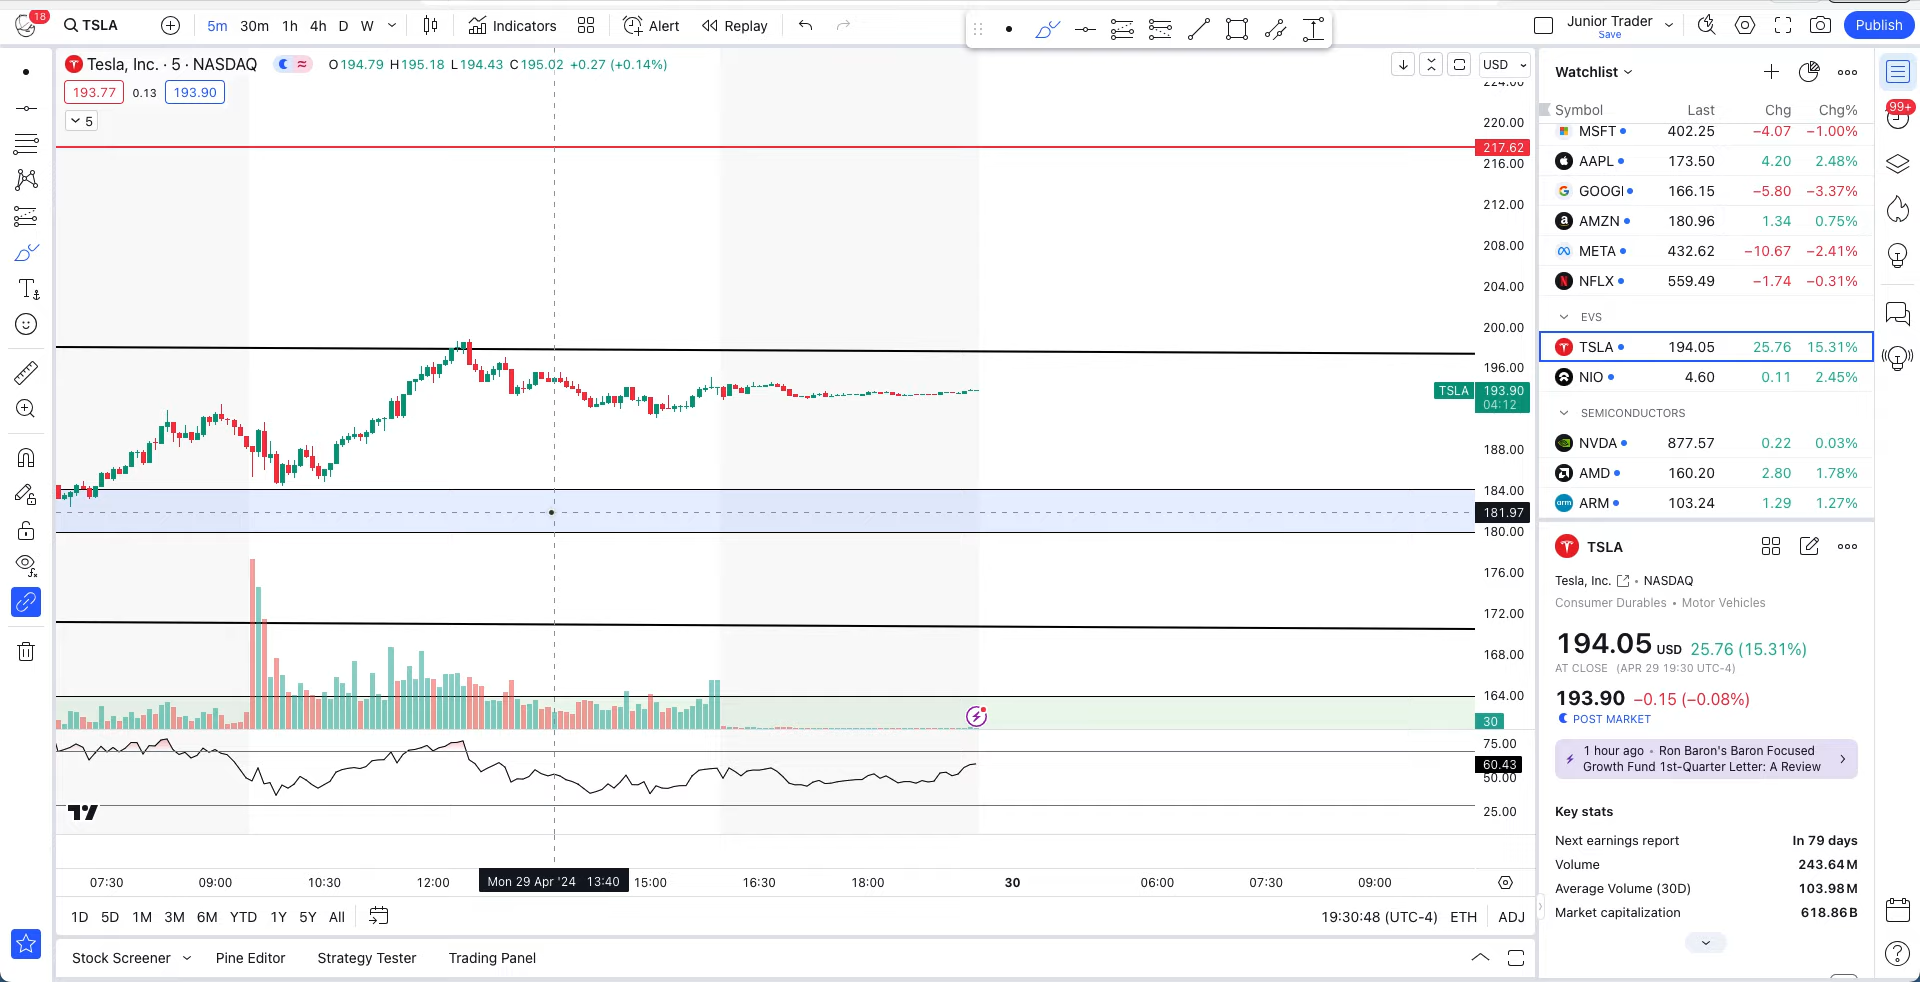 18
TSLA
5m 30m 1h 4h D W
Indicators
Alert
Replay
Junior Trader
Save
Publish
Tesla, Inc. · 5 · NASDAQ
O194.79 H195.18 L194.43 C195.02 +0.27 (+0.14%)
193.77 0.13 193.90
5
USD
224.00
220.00
217.62
216.00
212.00
208.00
204.00
200.00
196.00
TSLA 193.90
04:12
188.00
184.00
181.97
180.00
176.00
172.00
168.00
164.00
30
75.00
60.43
50.00
25.00
07:30 09:00 10:30 12:00 Mon 29 Apr '24 13:40 15:00 16:30 18:00 30 06:00 07:30 09:00
1D 5D 1M 3M 6M YTD 1Y 5Y All
19:30:48 (UTC-4) ETH ADJ
Stock Screener Pine Editor Strategy Tester Trading Panel
Watchlist
Symbol Last Chg Chg%
MSFT 402.25 −4.07 −1.00%
AAPL 173.50 4.20 2.48%
GOOGl 166.15 −5.80 −3.37%
AMZN 180.96 1.34 0.75%
META 432.62 −10.67 −2.41%
NFLX 559.49 −1.74 −0.31%
EVS
TSLA 194.05 25.76 15.31%
NIO 4.60 0.11 2.45%
SEMICONDUCTORS
NVDA 877.57 0.22 0.03%
AMD 160.20 2.80 1.78%
ARM 103.24 1.29 1.27%
TSLA
Tesla, Inc. • NASDAQ
Consumer Durables • Motor Vehicles
194.05 USD 25.76 (15.31%)
AT CLOSE (APR 29 19:30 UTC-4)
193.90 −0.15 (−0.08%)
POST MARKET
1 hour ago • Ron Baron's Baron Focused
Growth Fund 1st-Quarter Letter: A Review
Key stats
Next earnings report In 79 days
Volume 243.64M
Average Volume (30D) 103.98M
Market capitalization 618.86B
99+